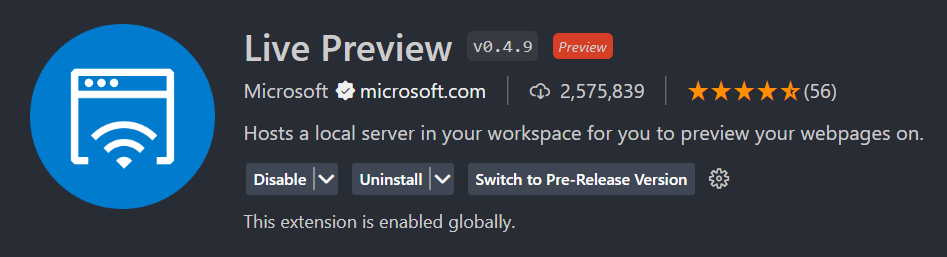 Live Preview v0.4.9 Preview
Microsoft microsoft.com 2,575,839 (56)
Hosts a local server in your workspace for you to preview your webpages on.
Disable Uninstall Switch to Pre-Release Version
This extension is enabled globally.